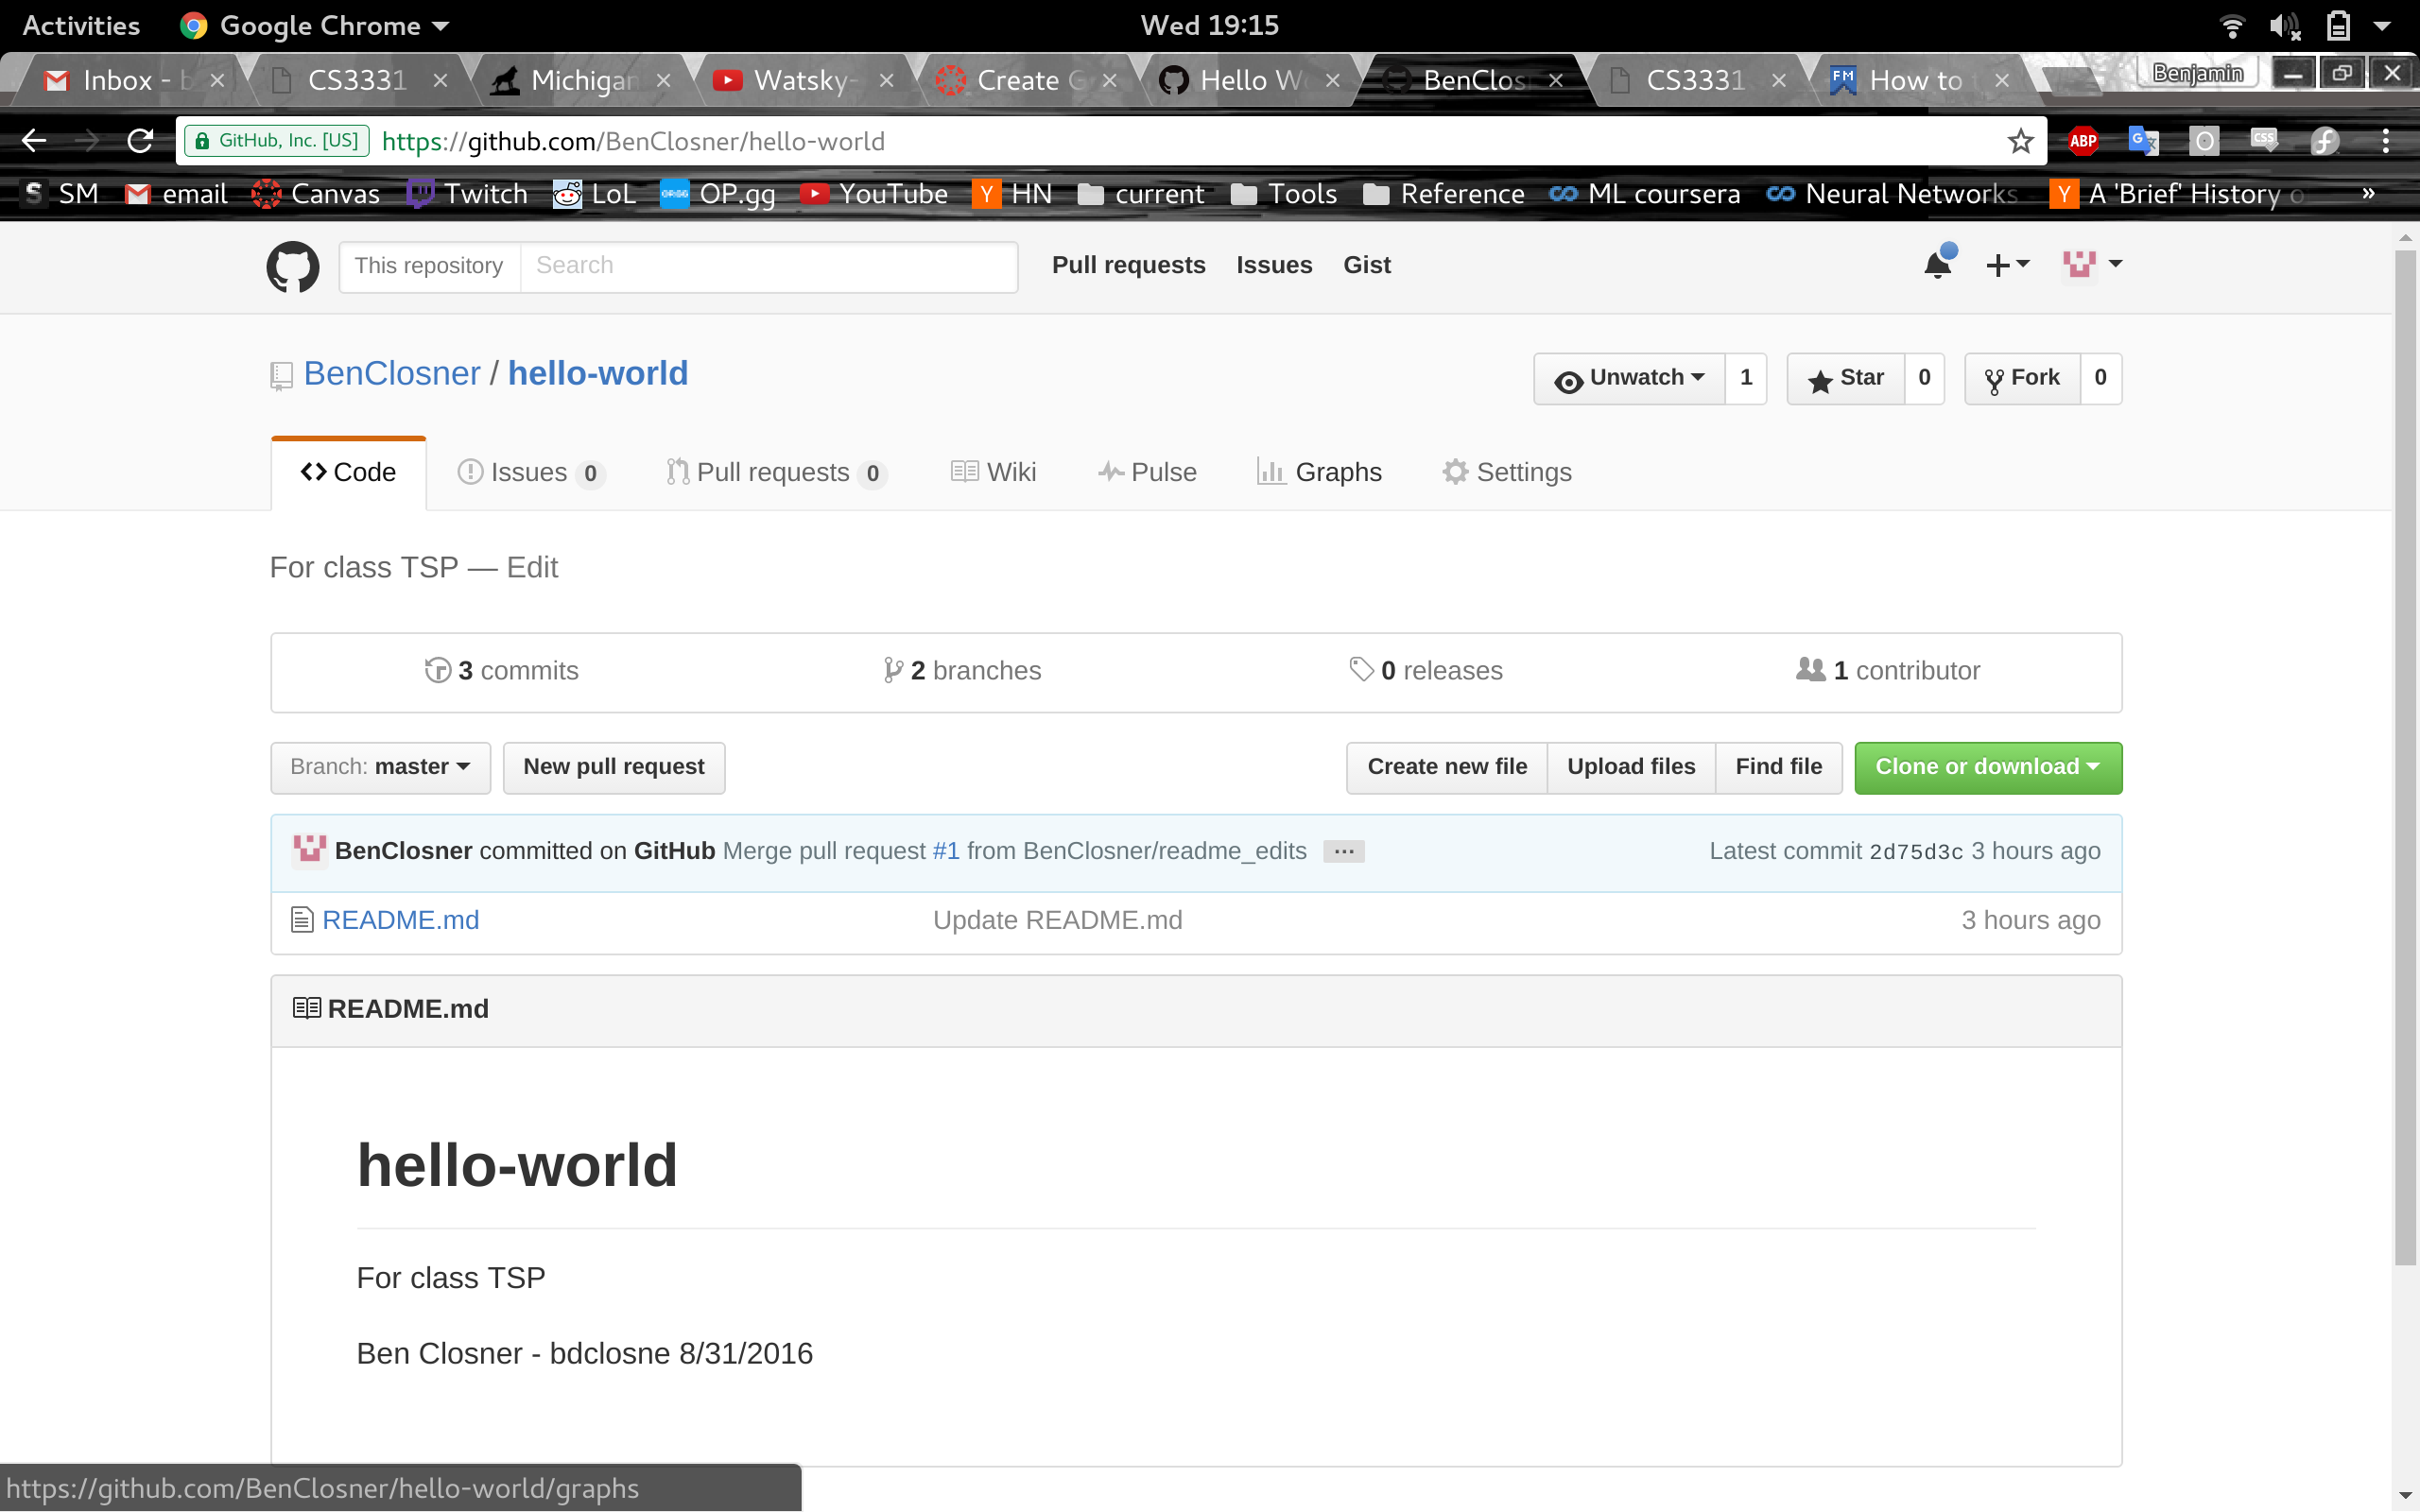 Activities Google Chrome Wed 19:15
Inbox - b CS3331 Michigan Watsky- Create G Hello Wo BenClos CS3331 How to Benjamin
GitHub, Inc. [US] https://github.com/BenClosner/hello-world ABP CSS
SM email Canvas Twitch LoL OP.gg YouTube HN current Tools Reference ML coursera Neural Networks A 'Brief' History o »
This repository Search Pull requests Issues Gist
BenClosner / hello-world Unwatch 1 Star 0 Fork 0
Code Issues 0 Pull requests 0 Wiki Pulse Graphs Settings
For class TSP — Edit
3 commits 2 branches 0 releases 1 contributor
Branch: master New pull request Create new file Upload files Find file Clone or download
BenClosner committed on GitHub Merge pull request #1 from BenClosner/readme_edits ... Latest commit 2d75d3c 3 hours ago
README.md Update README.md 3 hours ago
README.md
hello-world
For class TSP
Ben Closner - bdclosne 8/31/2016
https://github.com/BenClosner/hello-world/graphs